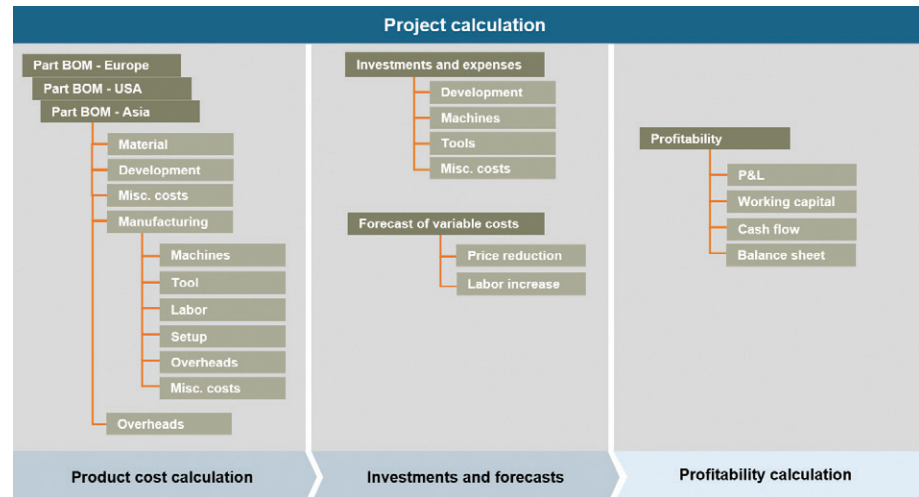 Project calculation
Part BOM - Europe
Part BOM - USA
Part BOM - Asia
Material
Development
Misc. costs
Manufacturing
Machines
Tool
Labor
Setup
Overheads
Misc. costs
Overheads
Product cost calculation
Investments and expenses
Development
Machines
Tools
Misc. costs
Forecast of variable costs
Price reduction
Labor increase
Investments and forecasts
Profitability
P&L
Working capital
Cash flow
Balance sheet
Profitability calculation